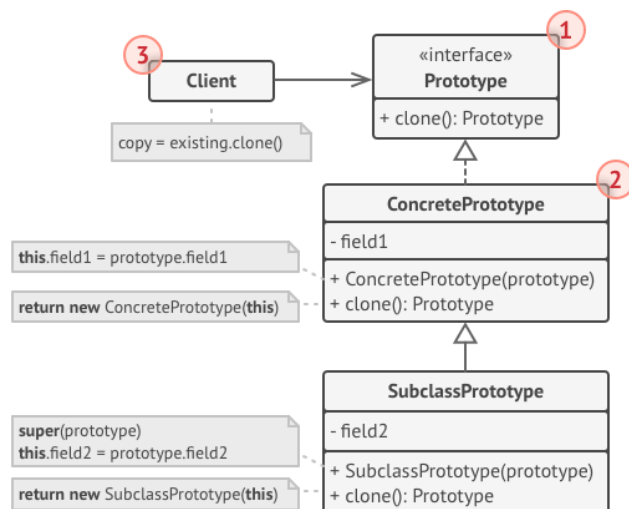 1
«interface»
Prototype
+ clone(): Prototype
3
Client
copy = existing.clone()
2
ConcretePrototype
- field1
+ ConcretePrototype(prototype)
+ clone(): Prototype
this.field1 = prototype.field1
return new ConcretePrototype(this)
SubclassPrototype
- field2
+ SubclassPrototype(prototype)
+ clone(): Prototype
super(prototype)
this.field2 = prototype.field2
return new SubclassPrototype(this)